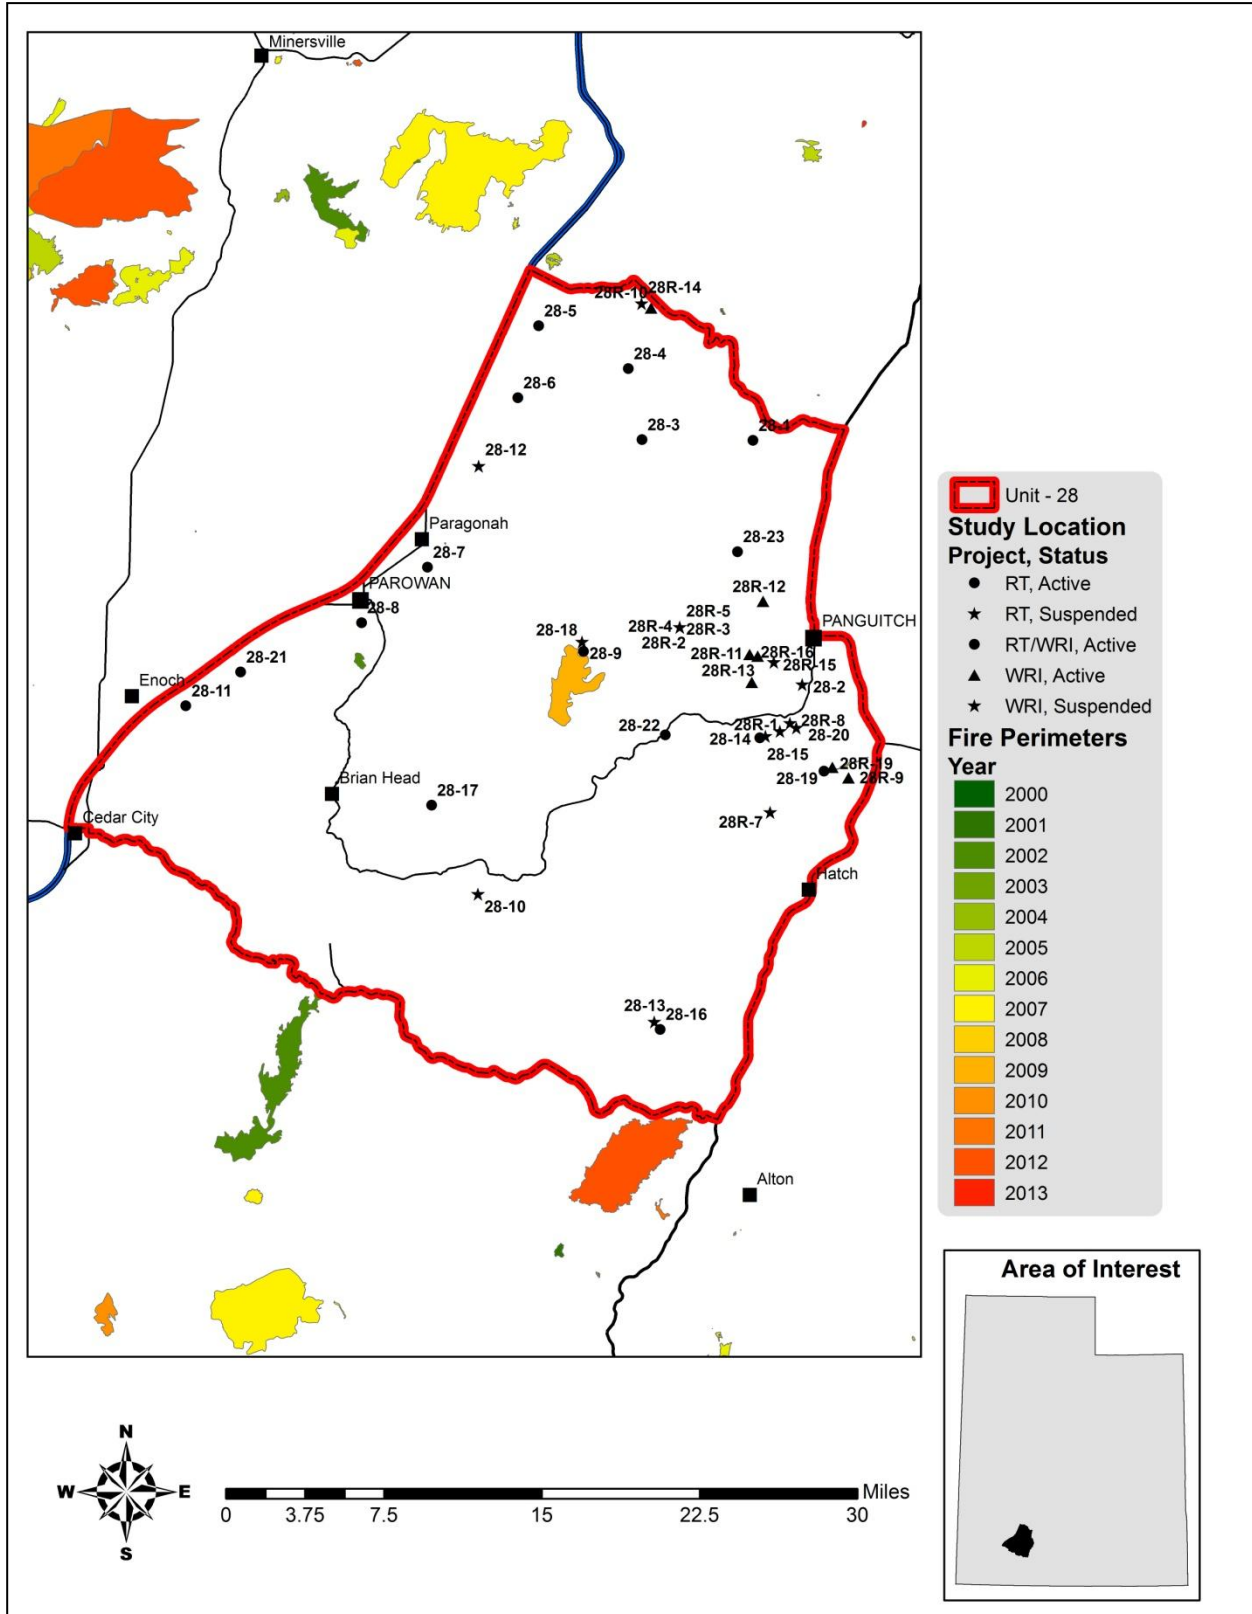 Minersville
28R-10
28R-14
28-5
28-4
28-6
28-3
28-1
28-12
Paragonah
28-7
28-23
28R-12
PAROWAN
28-8
28R-5
28R-4
28R-3
28R-2
PANGUITCH
28-18
28-9
28R-11
28R-16
28R-15
28R-13
28-2
28-21
Enoch
28-11
28-22
28R-1
28R-8
28-14
28-20
28-15
28R-19
28-19
28R-9
Brian Head
28-17
28R-7
Cedar City
Hatch
28-10
28-13
28-16
Alton
Unit - 28
Study Location
Project, Status
RT, Active
RT, Suspended
RT/WRI, Active
WRI, Active
WRI, Suspended
Fire Perimeters
Year
2000
2001
2002
2003
2004
2005
2006
2007
2008
2009
2010
2011
2012
2013
Area of Interest
N
W
E
S
Miles
0
3.75
7.5
15
22.5
30